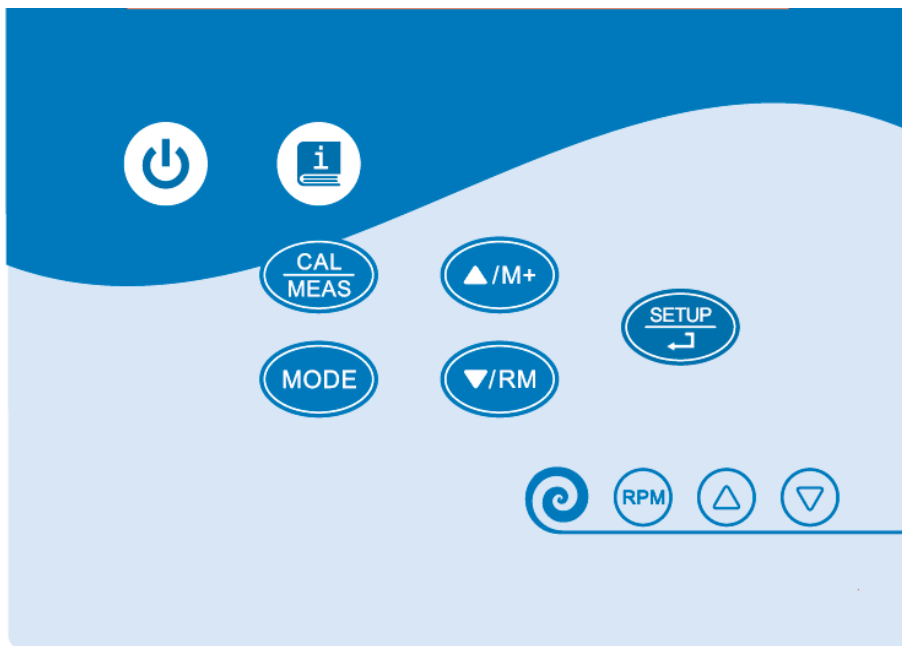 i
CAL
MEAS
▲/M+
SETUP
MODE
▼/RM
RPM